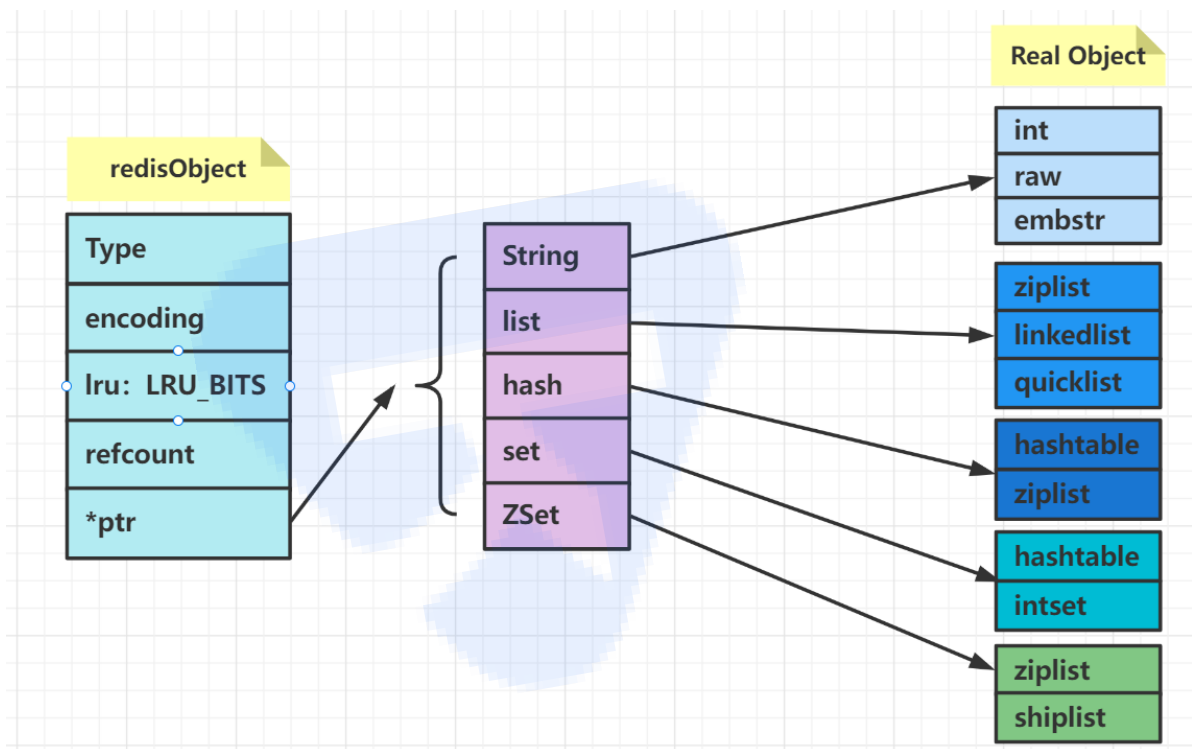 redisObject
Type
encoding
lru：LRU_BITS
refcount
*ptr
String
list
hash
set
ZSet
Real Object
int
raw
embstr
ziplist
linkedlist
quicklist
hashtable
ziplist
hashtable
intset
ziplist
shiplist